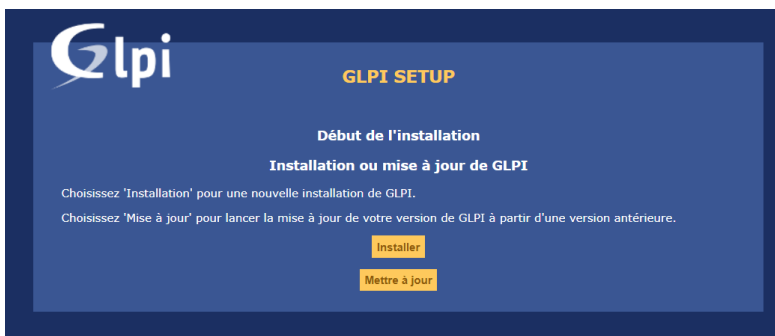 Glpi
GLPI SETUP
Début de l'installation
Installation ou mise à jour de GLPI
Choisissez 'Installation' pour une nouvelle installation de GLPI.
Choisissez 'Mise à jour' pour lancer la mise à jour de votre version de GLPI à partir d'une version antérieure.
Installer
Mettre à jour